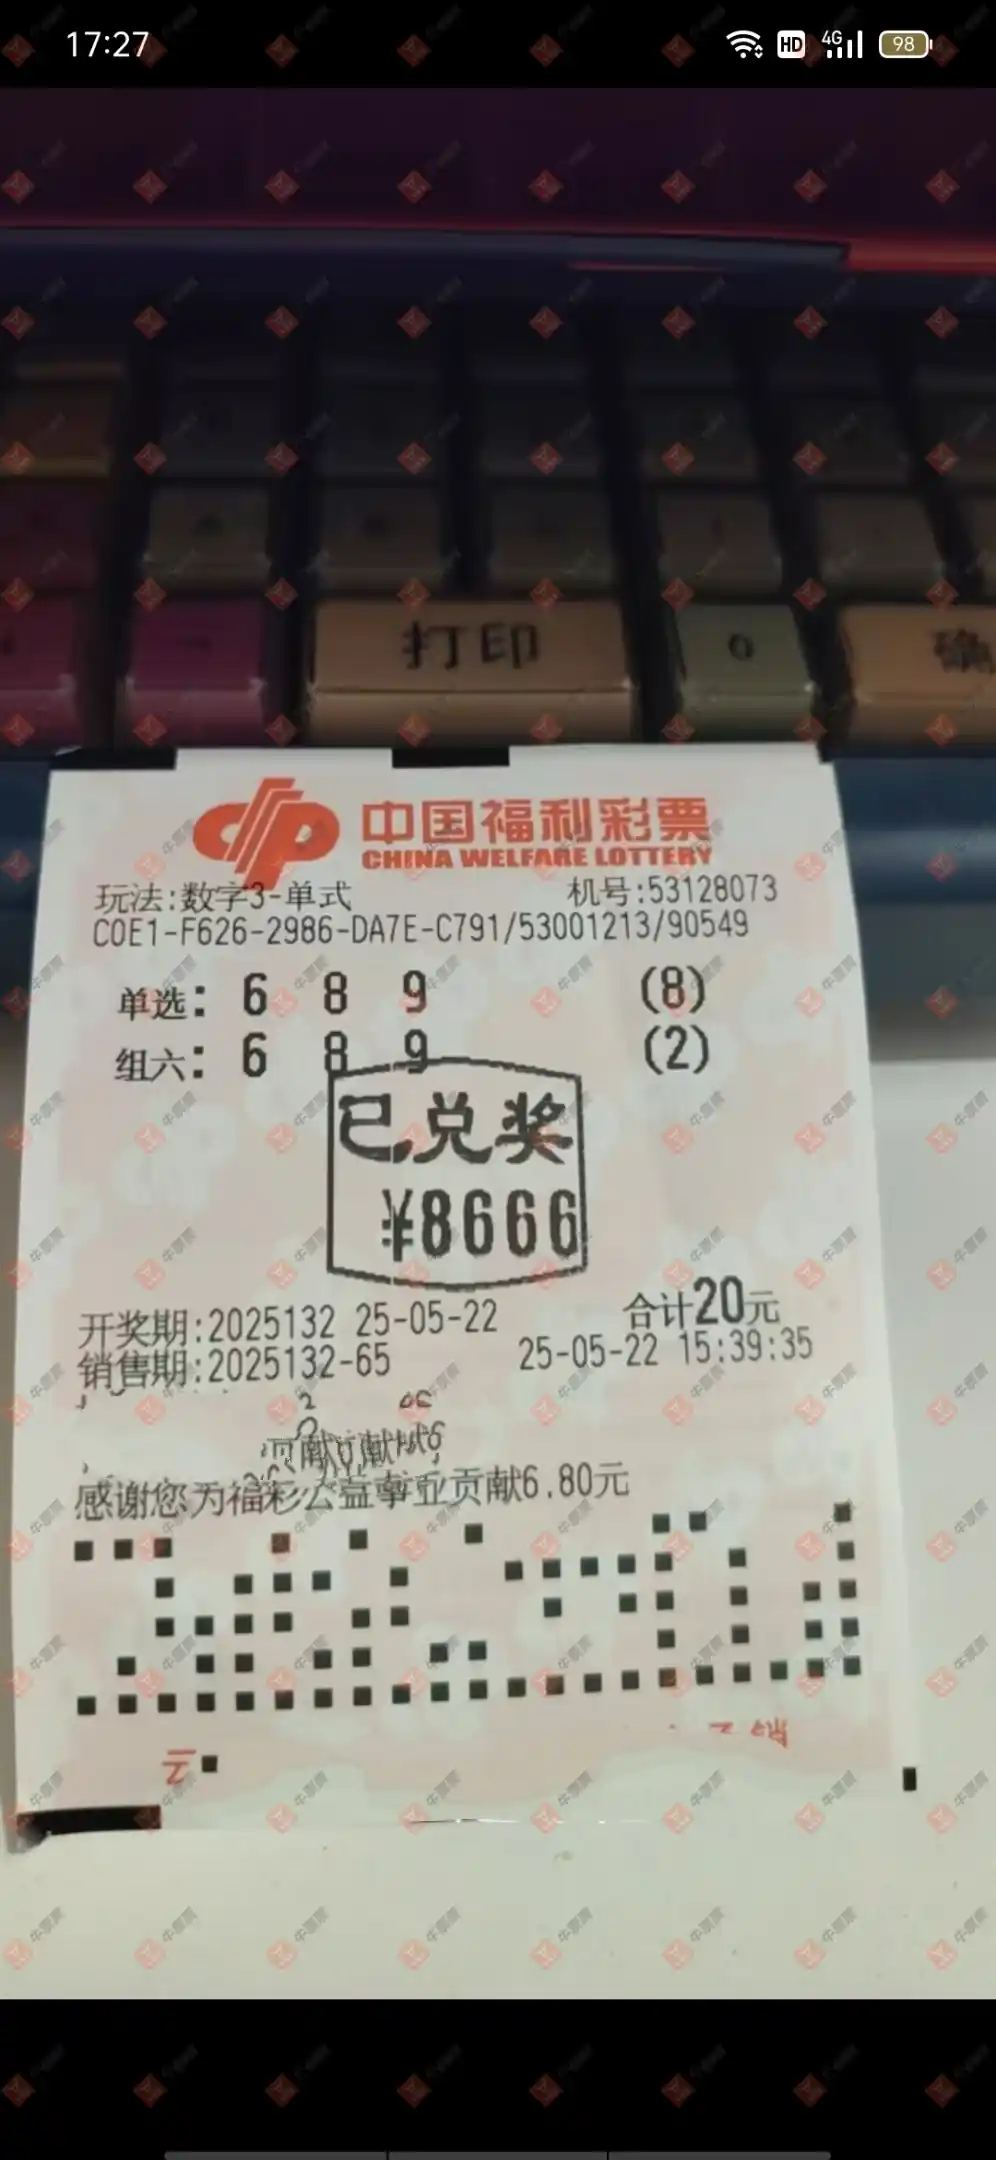 17:27
HD 4G 98
打印 0 确
中国福利彩票
CHINA WELFARE LOTTERY
玩法:数字3-单式 机号:53128073
C0E1-F626-2986-DA7E-C791/53001213/90549
单选: 6 8 9 (8)
组六: 6 8 9 (2)
已兑奖
¥8666
开奖期:2025132 25-05-22 合计20元
销售期:2025132-65 25-05-22 15:39:35
感谢您为福彩公益事业贡献6.80元
牛票票